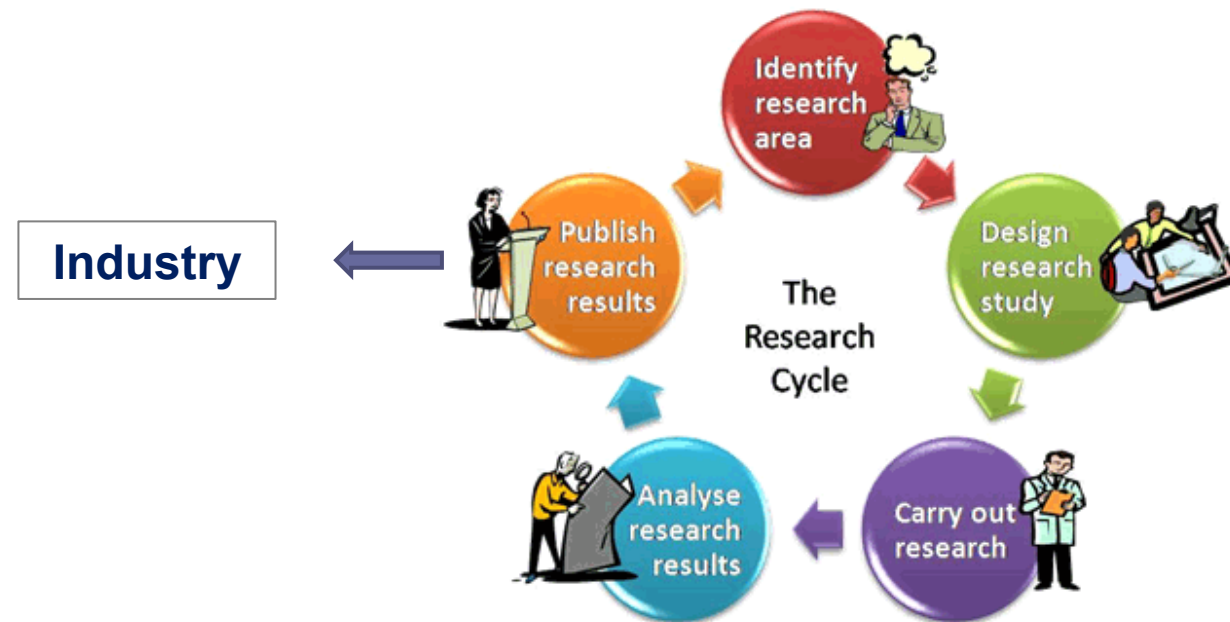 Identify
research
area
Design
research
study
Carry out
research
Analyse
research
results
Publish
research
results
The
Research
Cycle
Industry